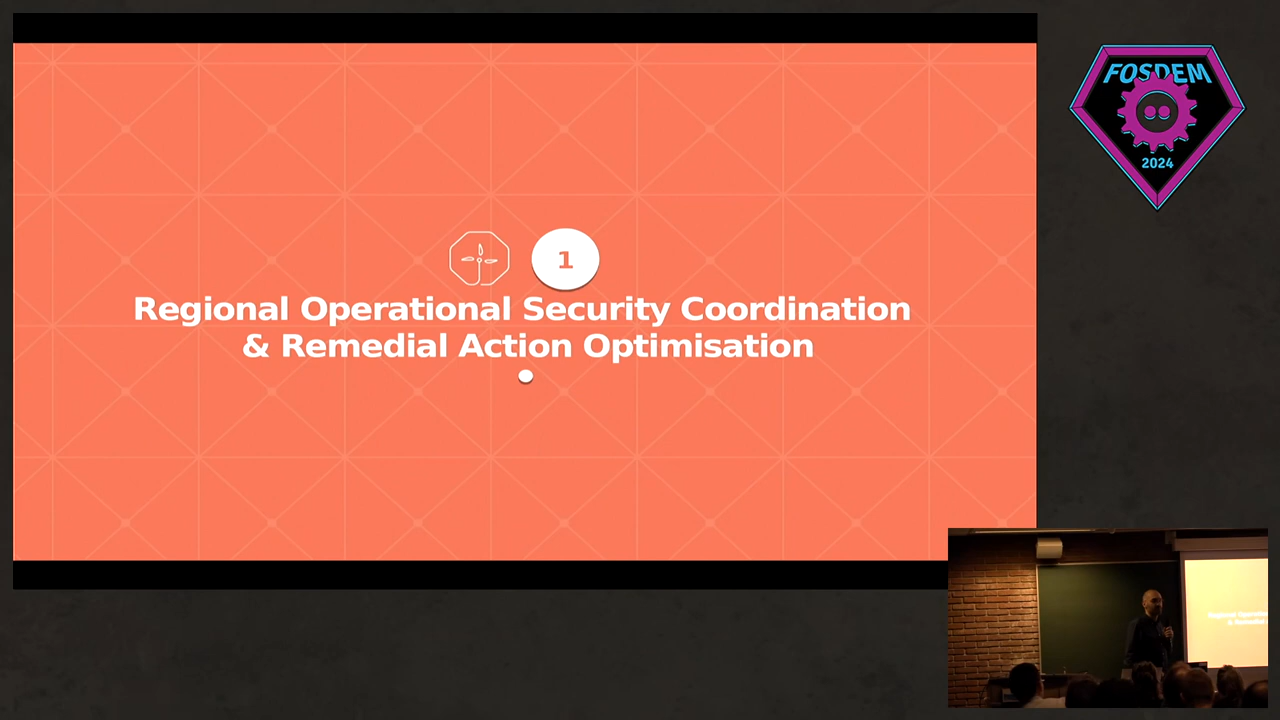 1
Regional Operational Security Coordination
& Remedial Action Optimisation
FOSDEM
2024